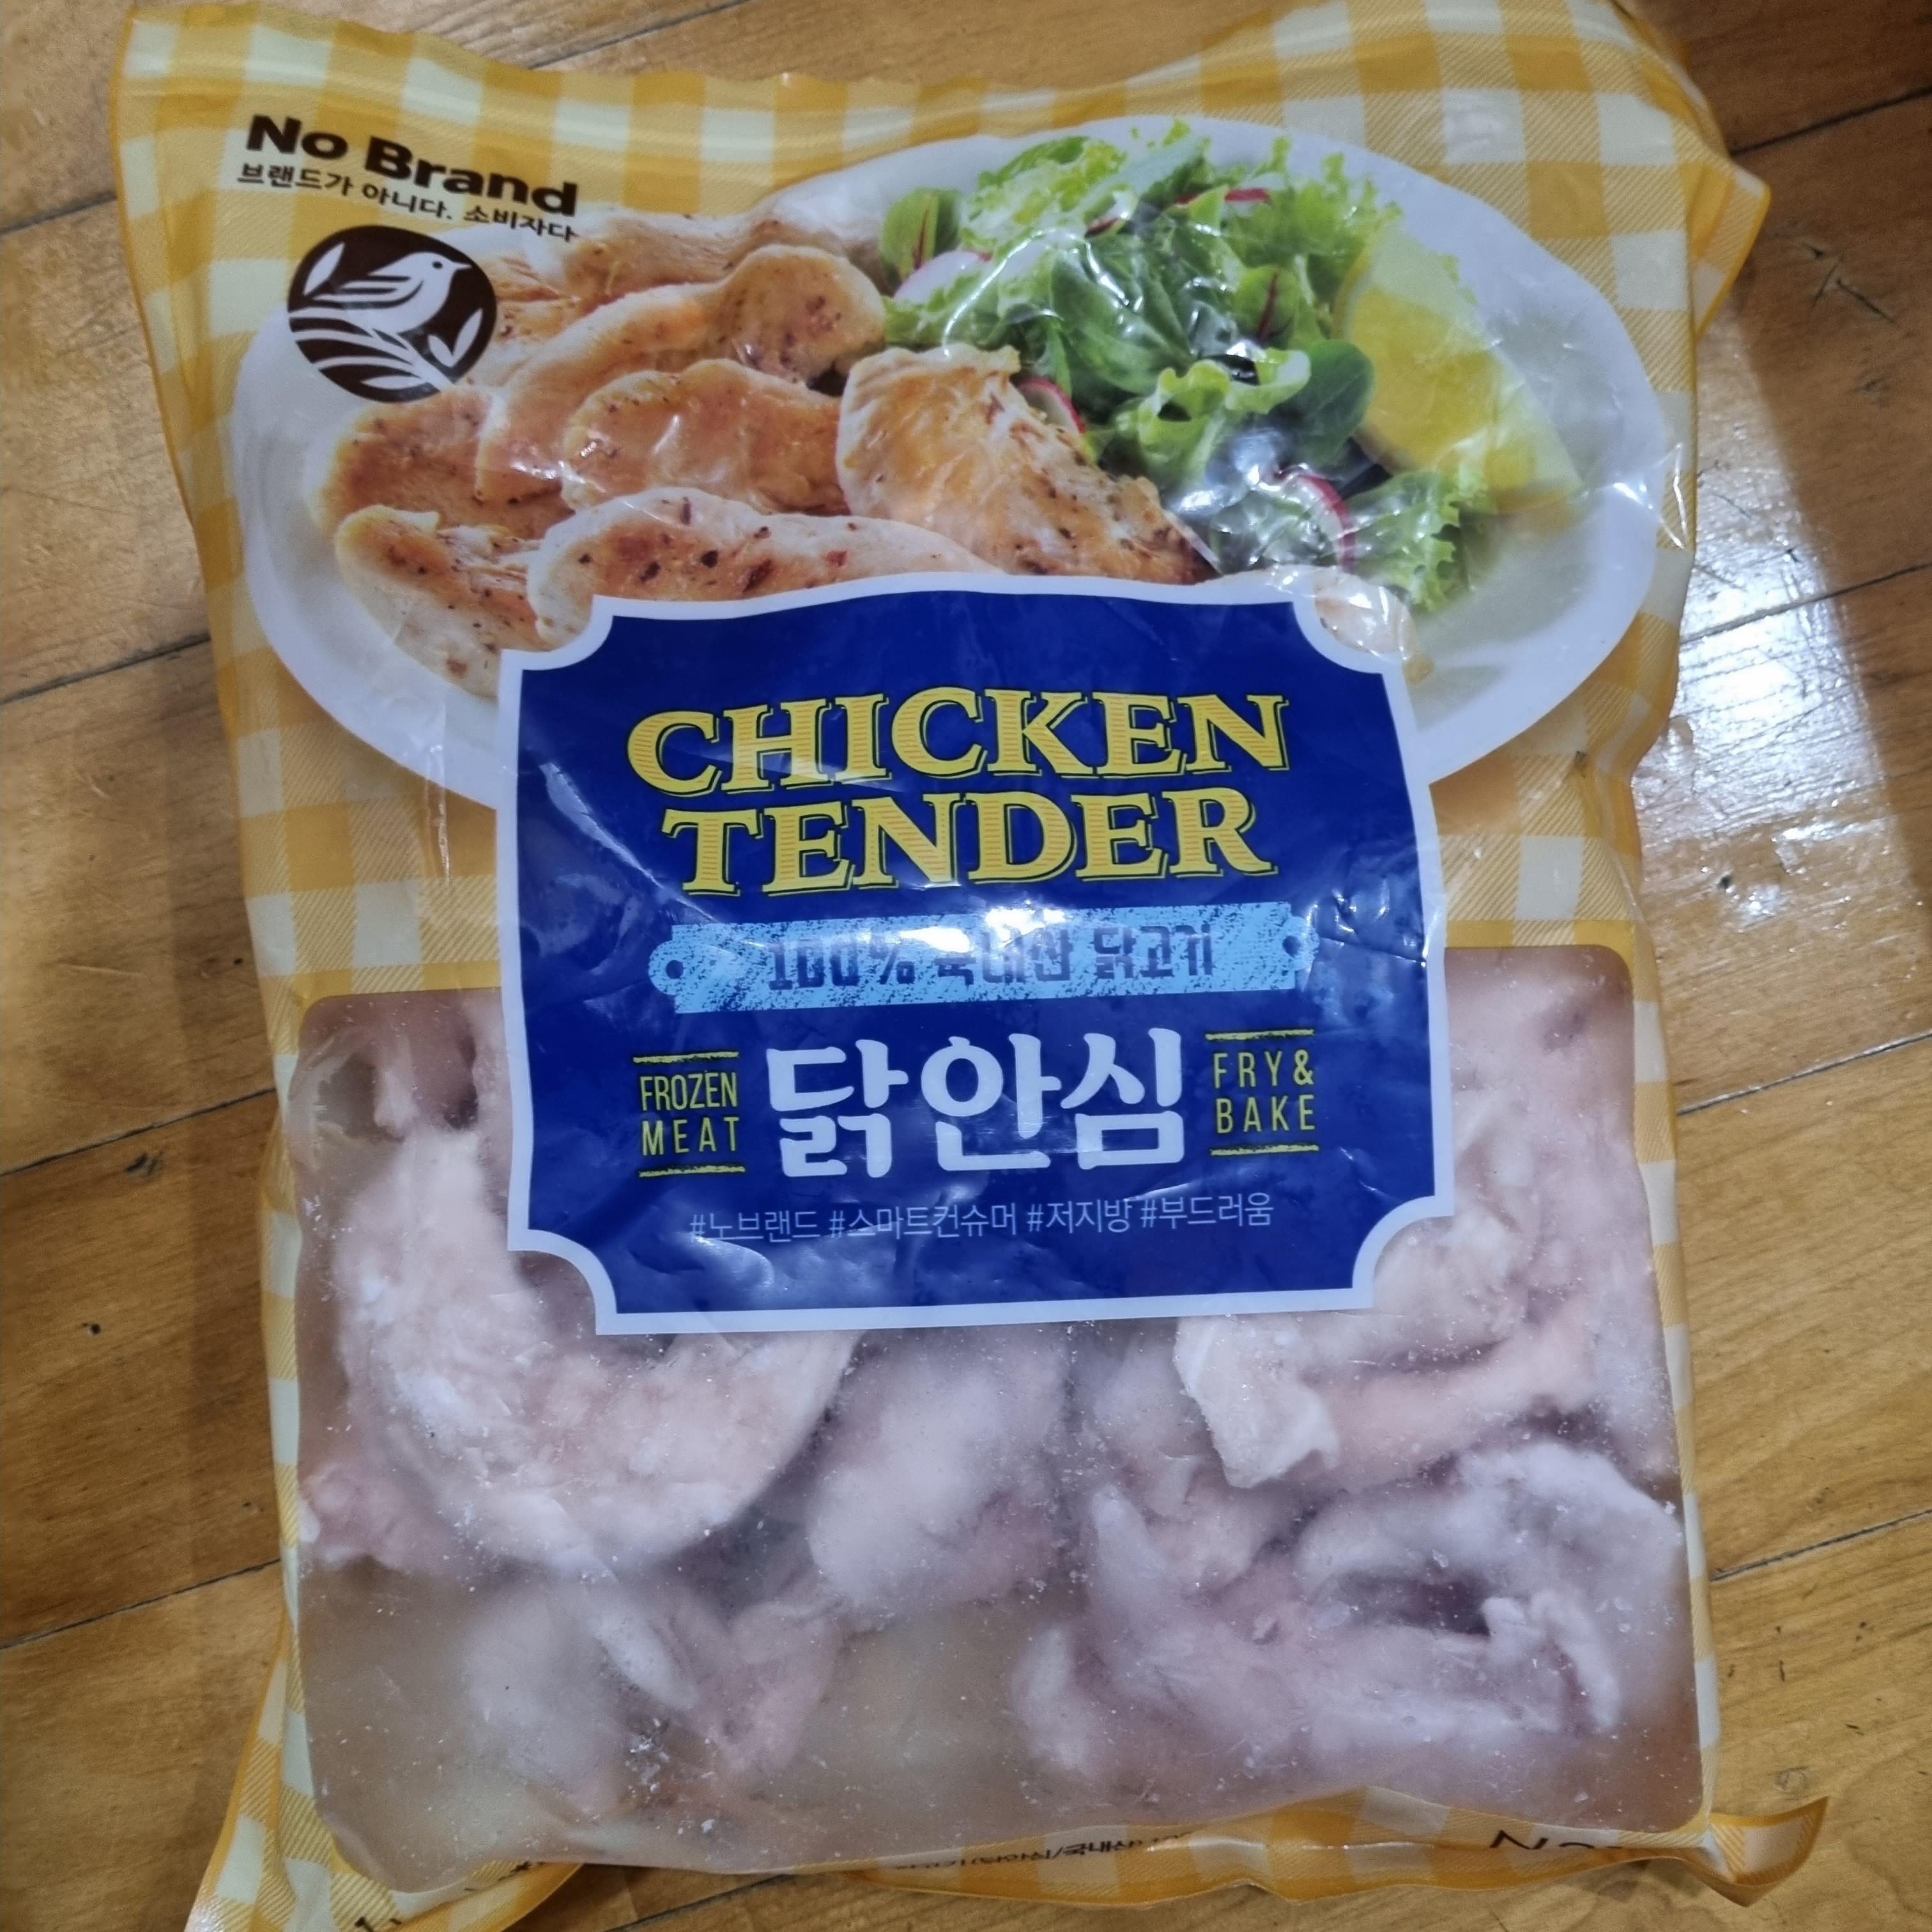 No Brand
브랜드가 아니다. 소비자다
CHICKEN
TENDER
100% 국내산 닭고기
FROZEN
MEAT
닭안심
FRY &
BAKE
#노브랜드 #스마트컨슈머 #저지방 #부드러움